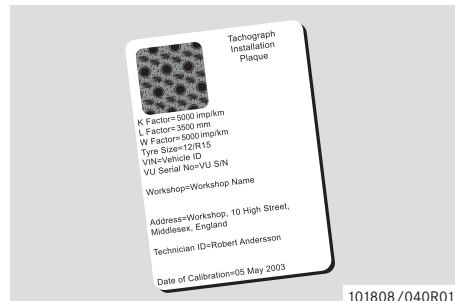 Tachograph
Installation
Plaque
K Factor=5000 imp/km
L Factor=3500 mm
W Factor=5000 imp/km
Tyre Size=12/R15
VIN=Vehicle ID
VU Serial No=VU S/N
Workshop=Workshop Name
Address=Workshop, 10 High Street,
Middlesex, England
Technician ID=Robert Andersson
Date of Calibration=05 May 2003
101808/040R01